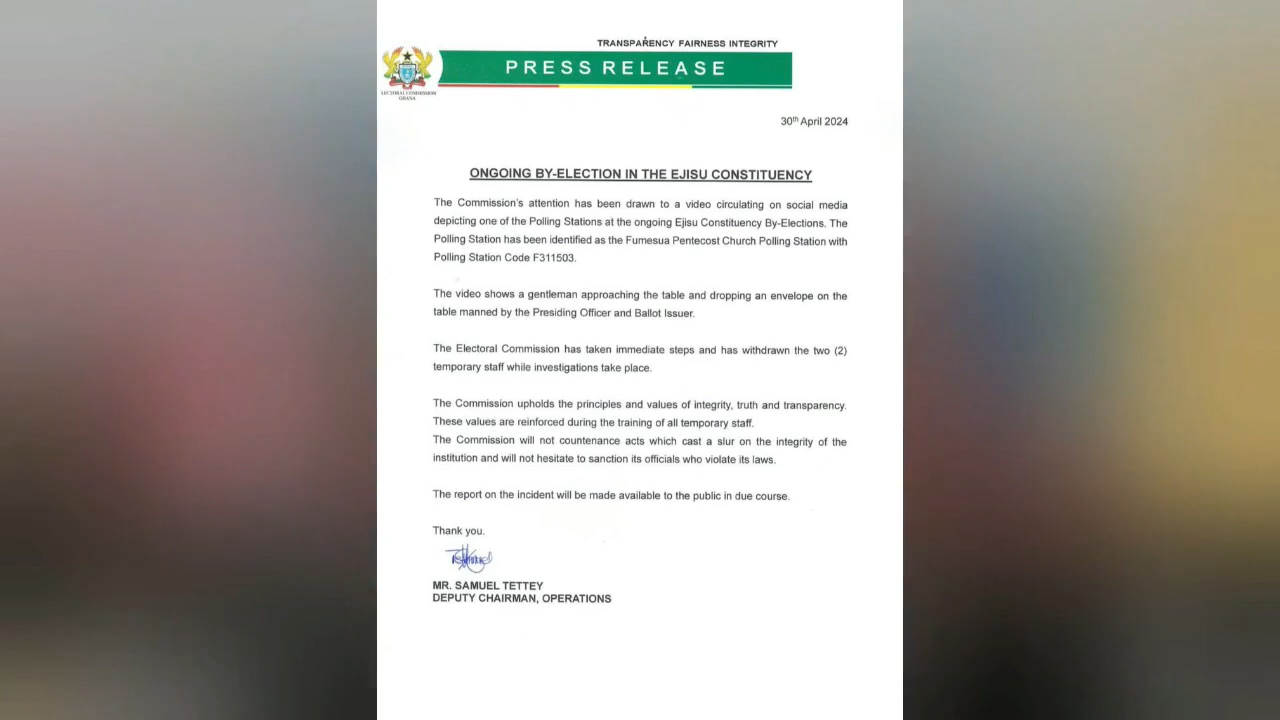 TRANSPARENCY FAIRNESS INTEGRITY
PRESS RELEASE
ELECTORAL COMMISSION
GHANA
30th April 2024
ONGOING BY-ELECTION IN THE EJISU CONSTITUENCY
The Commission's attention has been drawn to a video circulating on social media
depicting one of the Polling Stations at the ongoing Ejisu Constituency By-Elections. The
Polling Station has been identified as the Fumesua Pentecost Church Polling Station with
Polling Station Code F311503.
The video shows a gentleman approaching the table and dropping an envelope on the
table manned by the Presiding Officer and Ballot Issuer.
The Electoral Commission has taken immediate steps and has withdrawn the two (2)
temporary staff while investigations take place.
The Commission upholds the principles and values of integrity, truth and transparency.
These values are reinforced during the training of all temporary staff.
The Commission will not countenance acts which cast a slur on the integrity of the
institution and will not hesitate to sanction its officials who violate its laws.
The report on the incident will be made available to the public in due course.
Thank you.
MR. SAMUEL TETTEY
DEPUTY CHAIRMAN, OPERATIONS